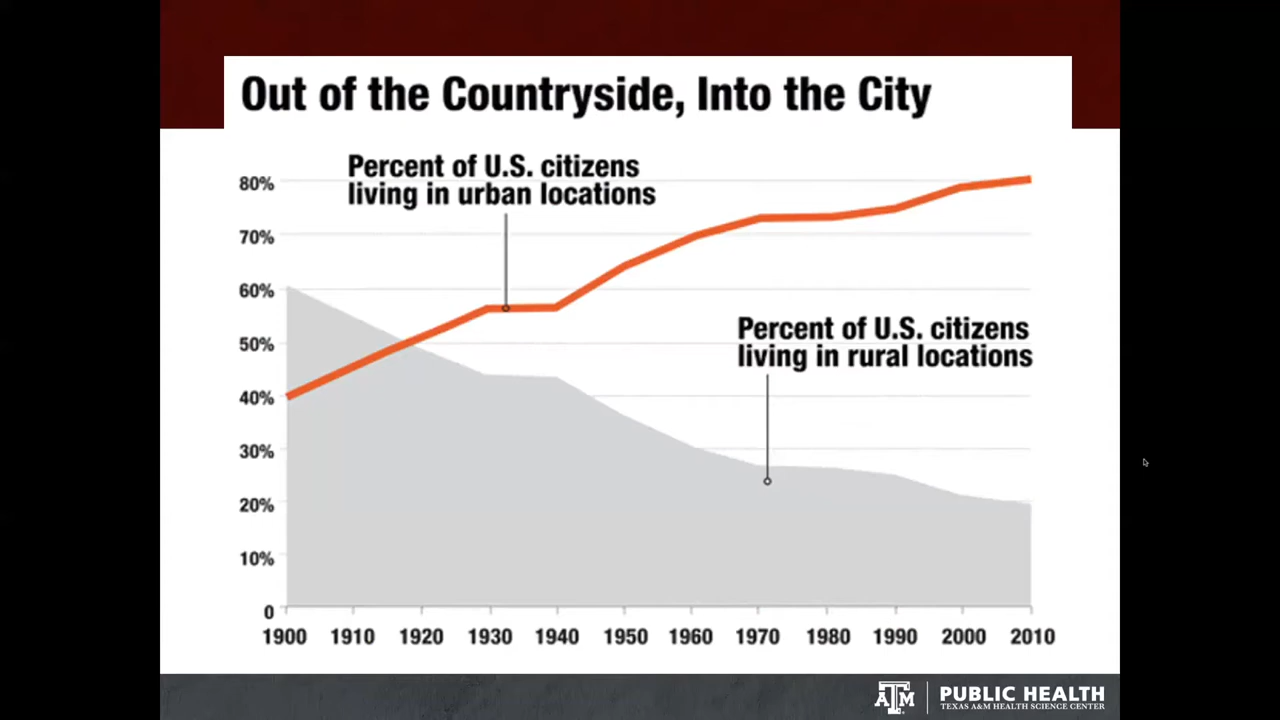 Out of the Countryside, Into the City
Percent of U.S. citizens
living in urban locations
80%
70%
60%
50%
40%
30%
20%
10%
0
Percent of U.S. citizens
living in rural locations
1900 1910 1920 1930 1940 1950 1960 1970 1980 1990 2000 2010
ATM
PUBLIC HEALTH
TEXAS A&M HEALTH SCIENCE CENTER